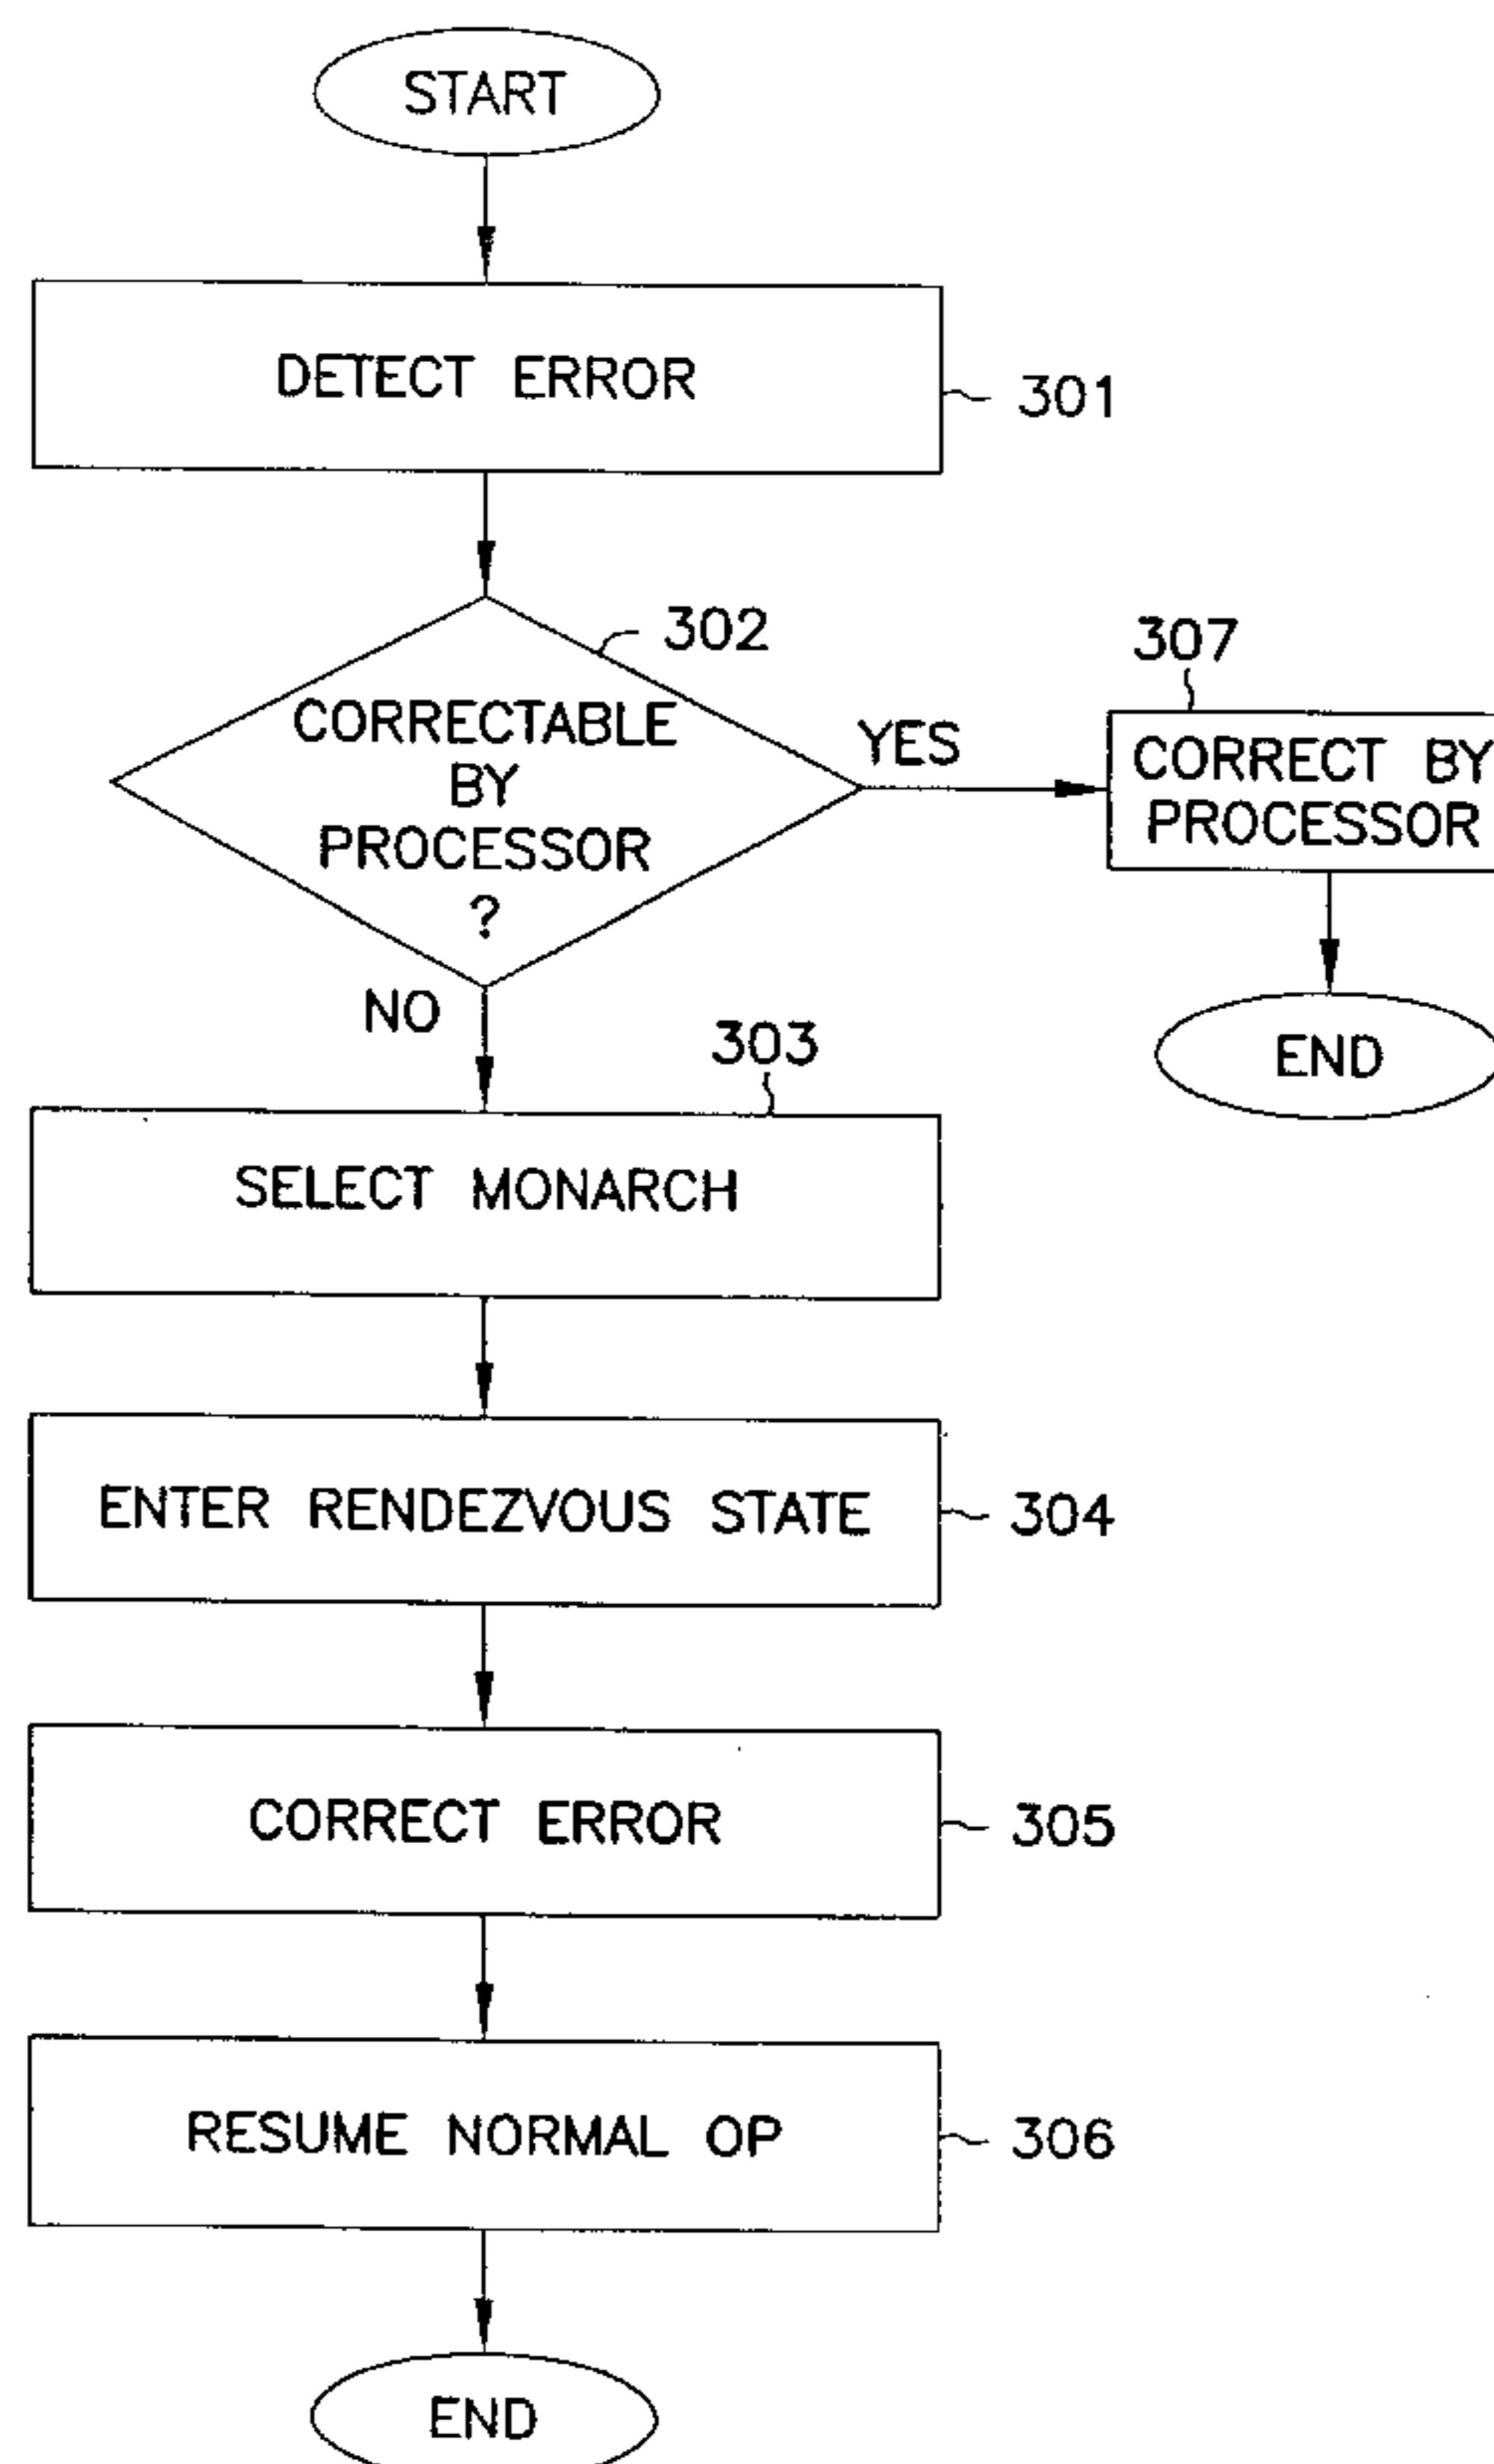 START
DETECT ERROR
301
302
CORRECTABLE
BY
PROCESSOR
?
YES
307
CORRECT BY
PROCESSOR
END
NO
303
SELECT MONARCH
ENTER RENDEZVOUS STATE
304
CORRECT ERROR
305
RESUME NORMAL OP
306
END